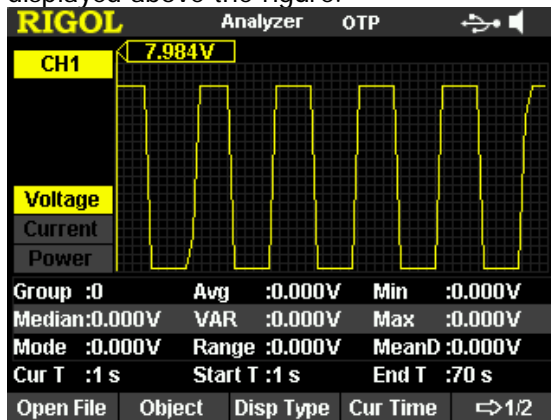 displayed above the figure.
RIGOL Analyzer OTP
CH1 7.984V
Voltage
Current
Power
Group :0 Avg :0.000V Min :0.000V
Median:0.000V VAR :0.000V Max :0.000V
Mode :0.000V Range :0.000V MeanD :0.000V
Cur T :1 s Start T :1 s End T :70 s
Open File Object Disp Type Cur Time ⇨1/2